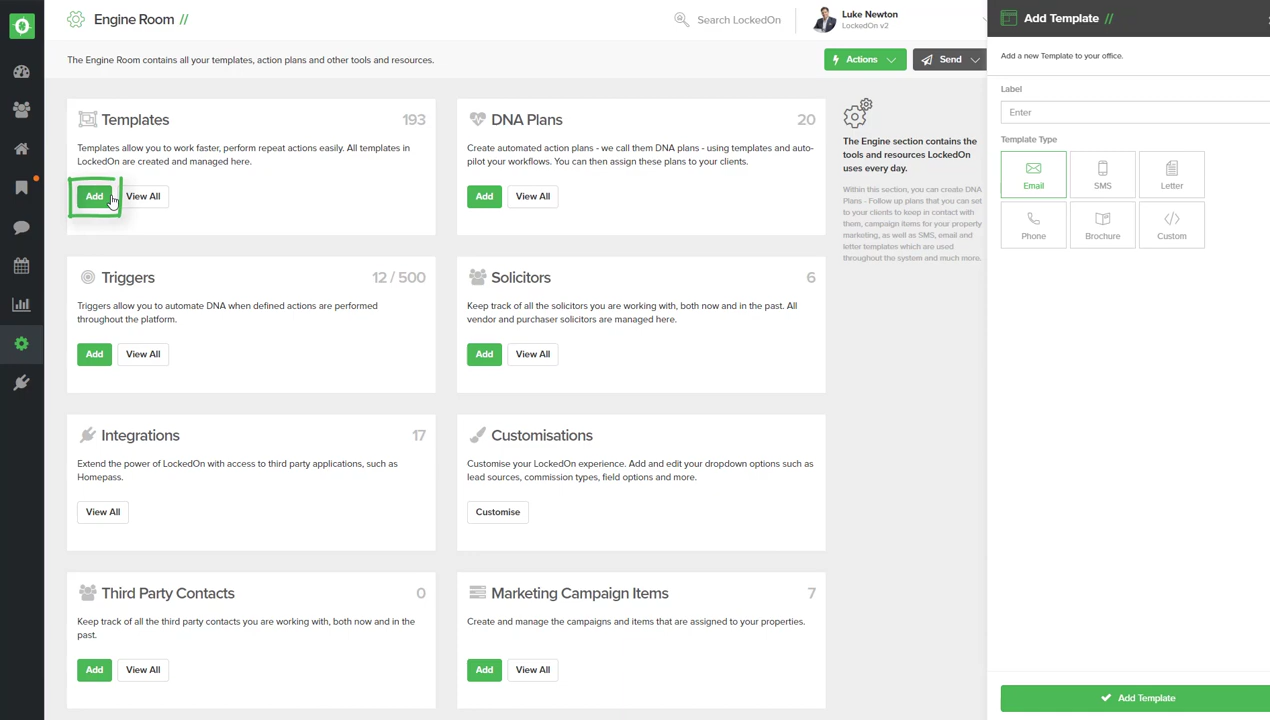 Engine Room //
Search LockedOn
Luke Newton
LockedOn v2
The Engine Room contains all your templates, action plans and other tools and resources.
Actions
Send
Templates
193
Templates allow you to work faster, perform repeat actions easily. All templates in
LockedOn are created and managed here.
Add
View All
DNA Plans
20
Create automated action plans - we call them DNA plans - using templates and auto-
pilot your workflows. You can then assign these plans to your clients.
Add
View All
Triggers
12 / 500
Triggers allow you to automate DNA when defined actions are performed
throughout the platform.
Add
View All
Solicitors
6
Keep track of all the solicitors you are working with, both now and in the past. All
vendor and purchaser solicitors are managed here.
Add
View All
Integrations
17
Extend the power of LockedOn with access to third party applications, such as
Homepass.
View All
Customisations
Customise your LockedOn experience. Add and edit your dropdown options such as
lead sources, commission types, field options and more.
Customise
Third Party Contacts
0
Keep track of all the third party contacts you are working with, both now and in the
past.
Add
View All
Marketing Campaign Items
7
Create and manage the campaigns and items that are assigned to your properties.
Add
View All
The Engine section contains the
tools and resources LockedOn
uses every day.
Within this section, you can create DNA
Plans - Follow up plans that you can set
to your clients to keep in contact with
them, campaign items for your property
marketing, as well as SMS, email and
letter templates which are used
throughout the system and much more.
Add Template //
Add a new Template to your office.
Label
Enter
Template Type
Email
SMS
Letter
Phone
Brochure
Custom
Add Template